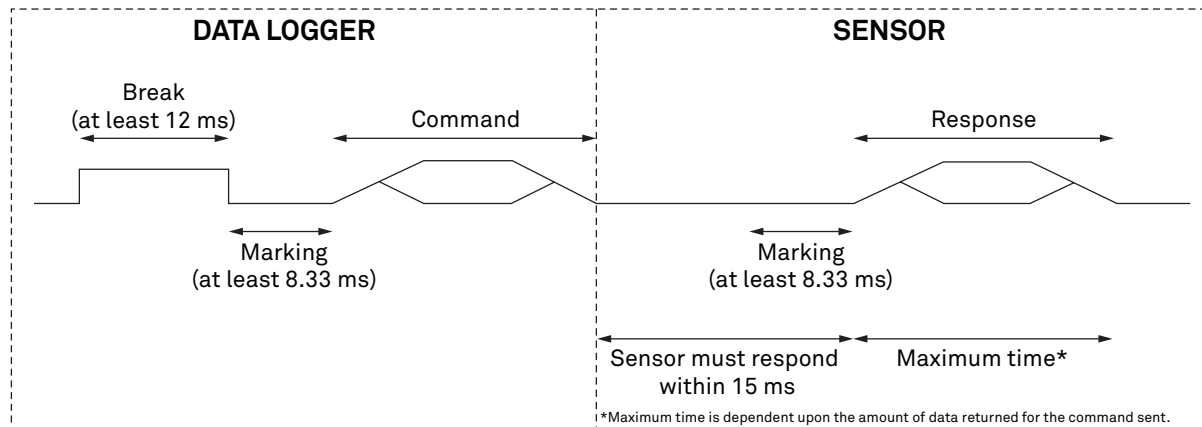 DATA LOGGER
SENSOR
Break
(at least 12 ms)
Command
Response
Marking
(at least 8.33 ms)
Marking
(at least 8.33 ms)
Sensor must respond
within 15 ms
Maximum time*
*Maximum time is dependent upon the amount of data returned for the command sent.